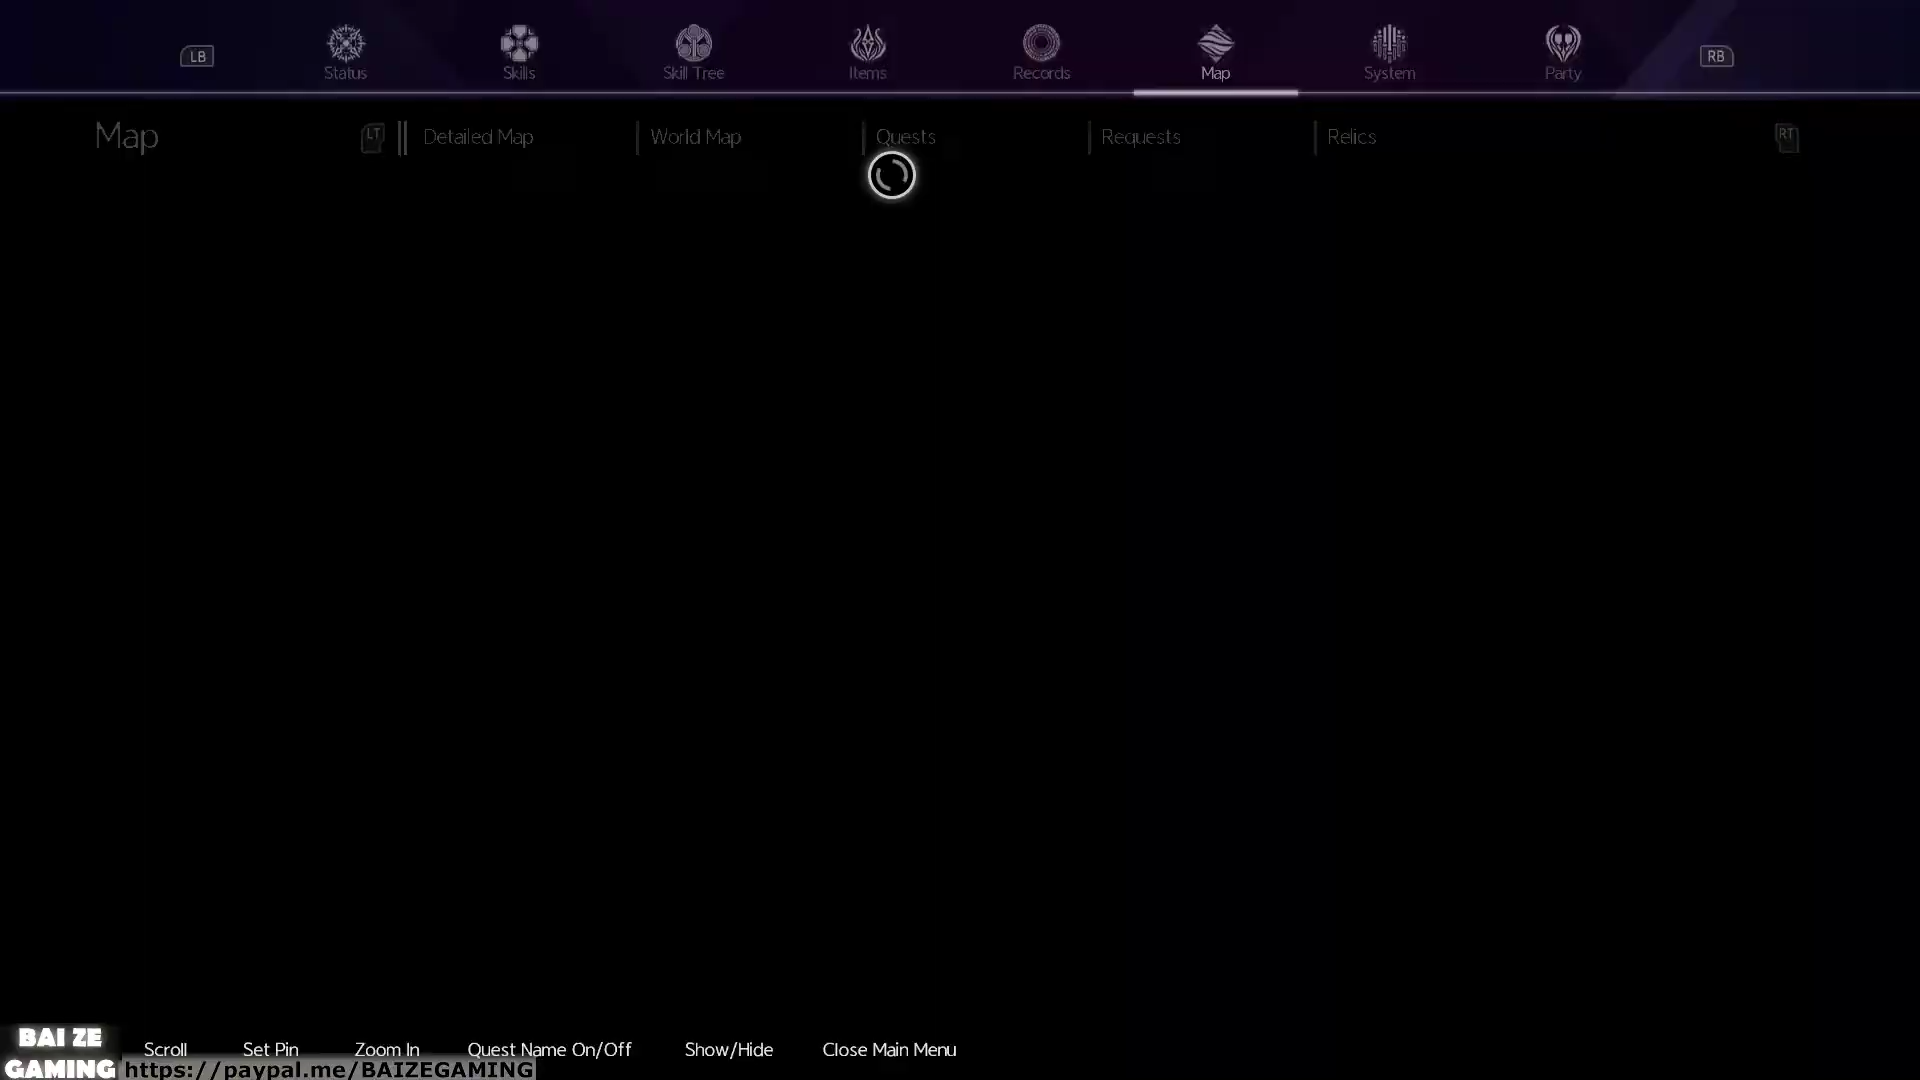 LB Status Skills Skill Tree Items Records Map System Party RB
Map LT Detailed Map World Map Quests Requests Relics RT
BAI ZE
GAMING
Scroll Set Pin Zoom In Quest Name On/Off Show/Hide Close Main Menu
https://paypal.me/BAIZEGAMING